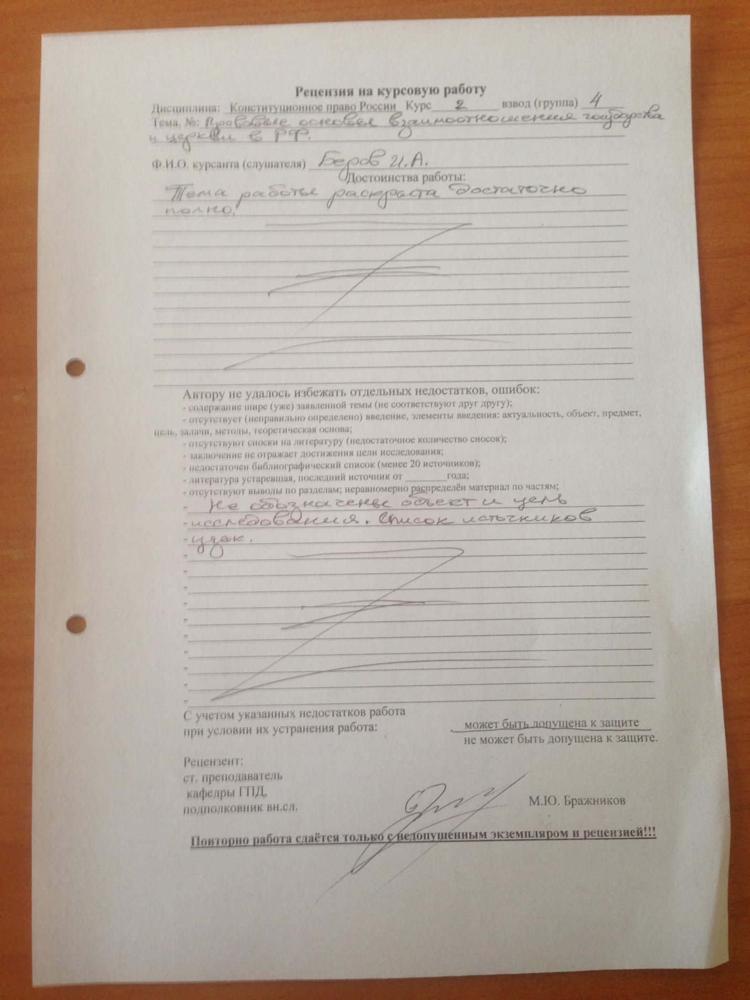 Рецензия на курсовую работу
Дисциплина: Конституционное право России Курс 2 взвод (группа) 4
Тема, №: Правовые основы взаимоотношения государства
и церкви в РФ.
Ф.И.О. курсанта (слушателя) Беров И.А.
Достоинства работы:
Тема работы раскрыта достаточно
полно.
Автору не удалось избежать отдельных недостатков, ошибок:
- содержание шире (уже) заявленной темы (не соответствуют друг другу);
- отсутствует (неправильно определено) введение, элементы введения: актуальность, объект, предмет,
цель, задачи, методы, теоретическая основа;
- отсутствуют сноски на литературу (недостаточное количество сносок);
- заключение не отражает достижения цели исследования;
- недостаточен библиографический список (менее 20 источников);
- литература устаревшая, последний источник от ________ года;
- отсутствуют выводы по разделам; неравномерно распределён материал по частям;
- Не обозначены объект и цель
- исследования. Список источников
- узок.
-
-
-
-
-
-
-
-
-
-
С учетом указанных недостатков работа
при условии их устранения работа: может быть допущена к защите
не может быть допущена к защите.
Рецензент:
ст. преподаватель
кафедры ГПД,
подполковник вн.сл. М.Ю. Бражников
Повторно работа сдаётся только с недопущенным экземпляром и рецензией!!!